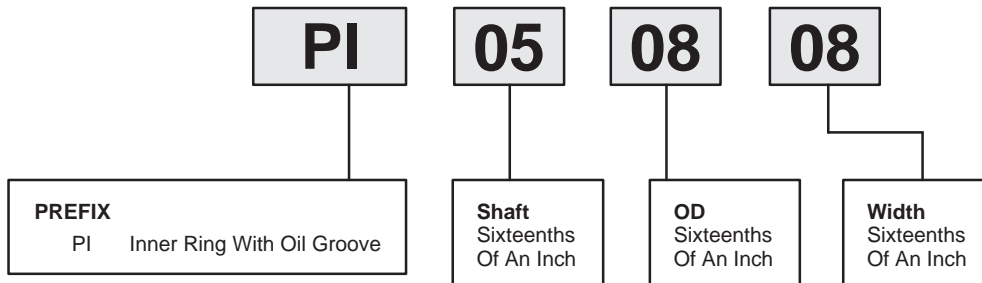 PI 05 08 08
PREFIX
PI Inner Ring With Oil Groove
Shaft
Sixteenths
Of An Inch
OD
Sixteenths
Of An Inch
Width
Sixteenths
Of An Inch